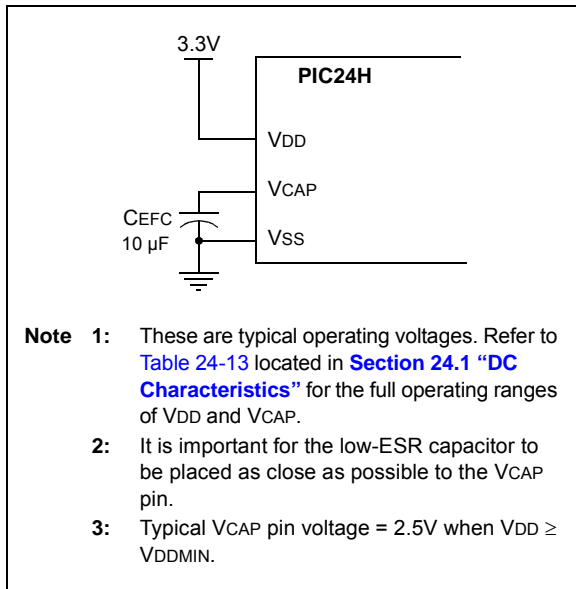 3.3V
PIC24H
VDD
VCAP
CEFC
10 µF
VSS
Note 1: These are typical operating voltages. Refer to
Table 24-13 located in Section 24.1 “DC
Characteristics” for the full operating ranges
of VDD and VCAP.
2: It is important for the low-ESR capacitor to
be placed as close as possible to the VCAP
pin.
3: Typical VCAP pin voltage = 2.5V when VDD ≥
VDDMIN.